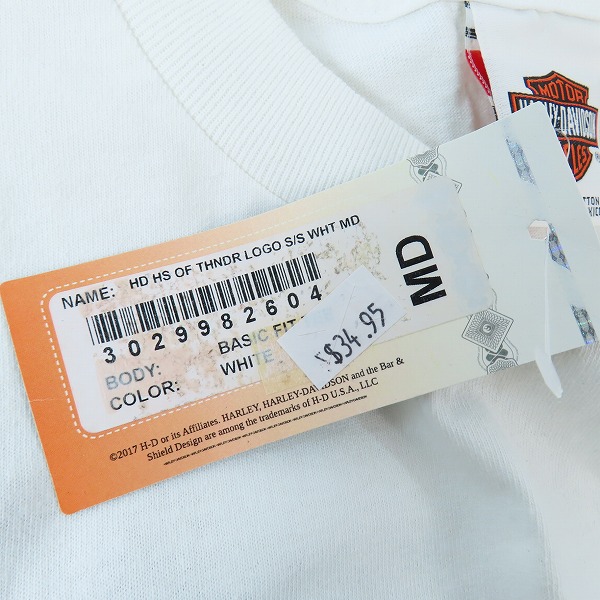 MOTOR
HARLEY-DAVIDSON
NAME: HD HS OF THNDR LOGO S/S WHT MD
3029982604
BODY: BASIC FIT
COLOR: WHITE
$34.95
MD
©2017 H-D or its Affiliates. HARLEY, HARLEY-DAVIDSON and the Bar &
Shield Design are among the trademarks of H-D U.S.A., LLC